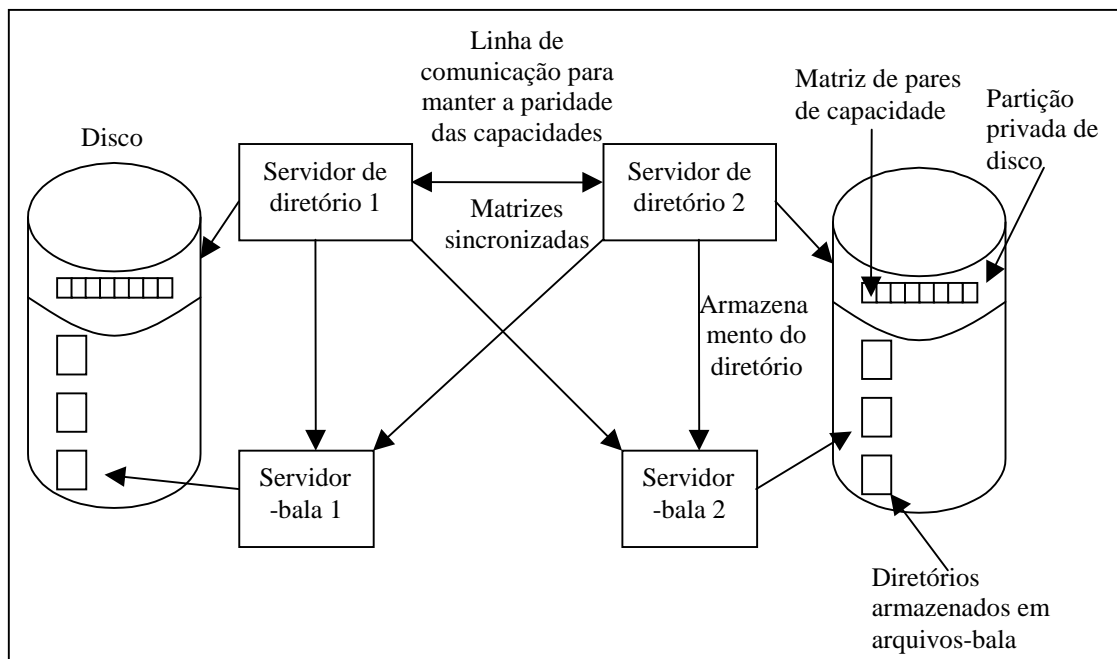 Linha de
comunicação para
manter a paridade
das capacidades
Matriz de pares
de capacidade
Partição
privada de
disco
Disco
Servidor de
diretório 1
Servidor de
diretório 2
Matrizes
sincronizadas
Armazena
mento do
diretório
Servidor
-bala 1
Servidor
-bala 2
Diretórios
armazenados em
arquivos-bala